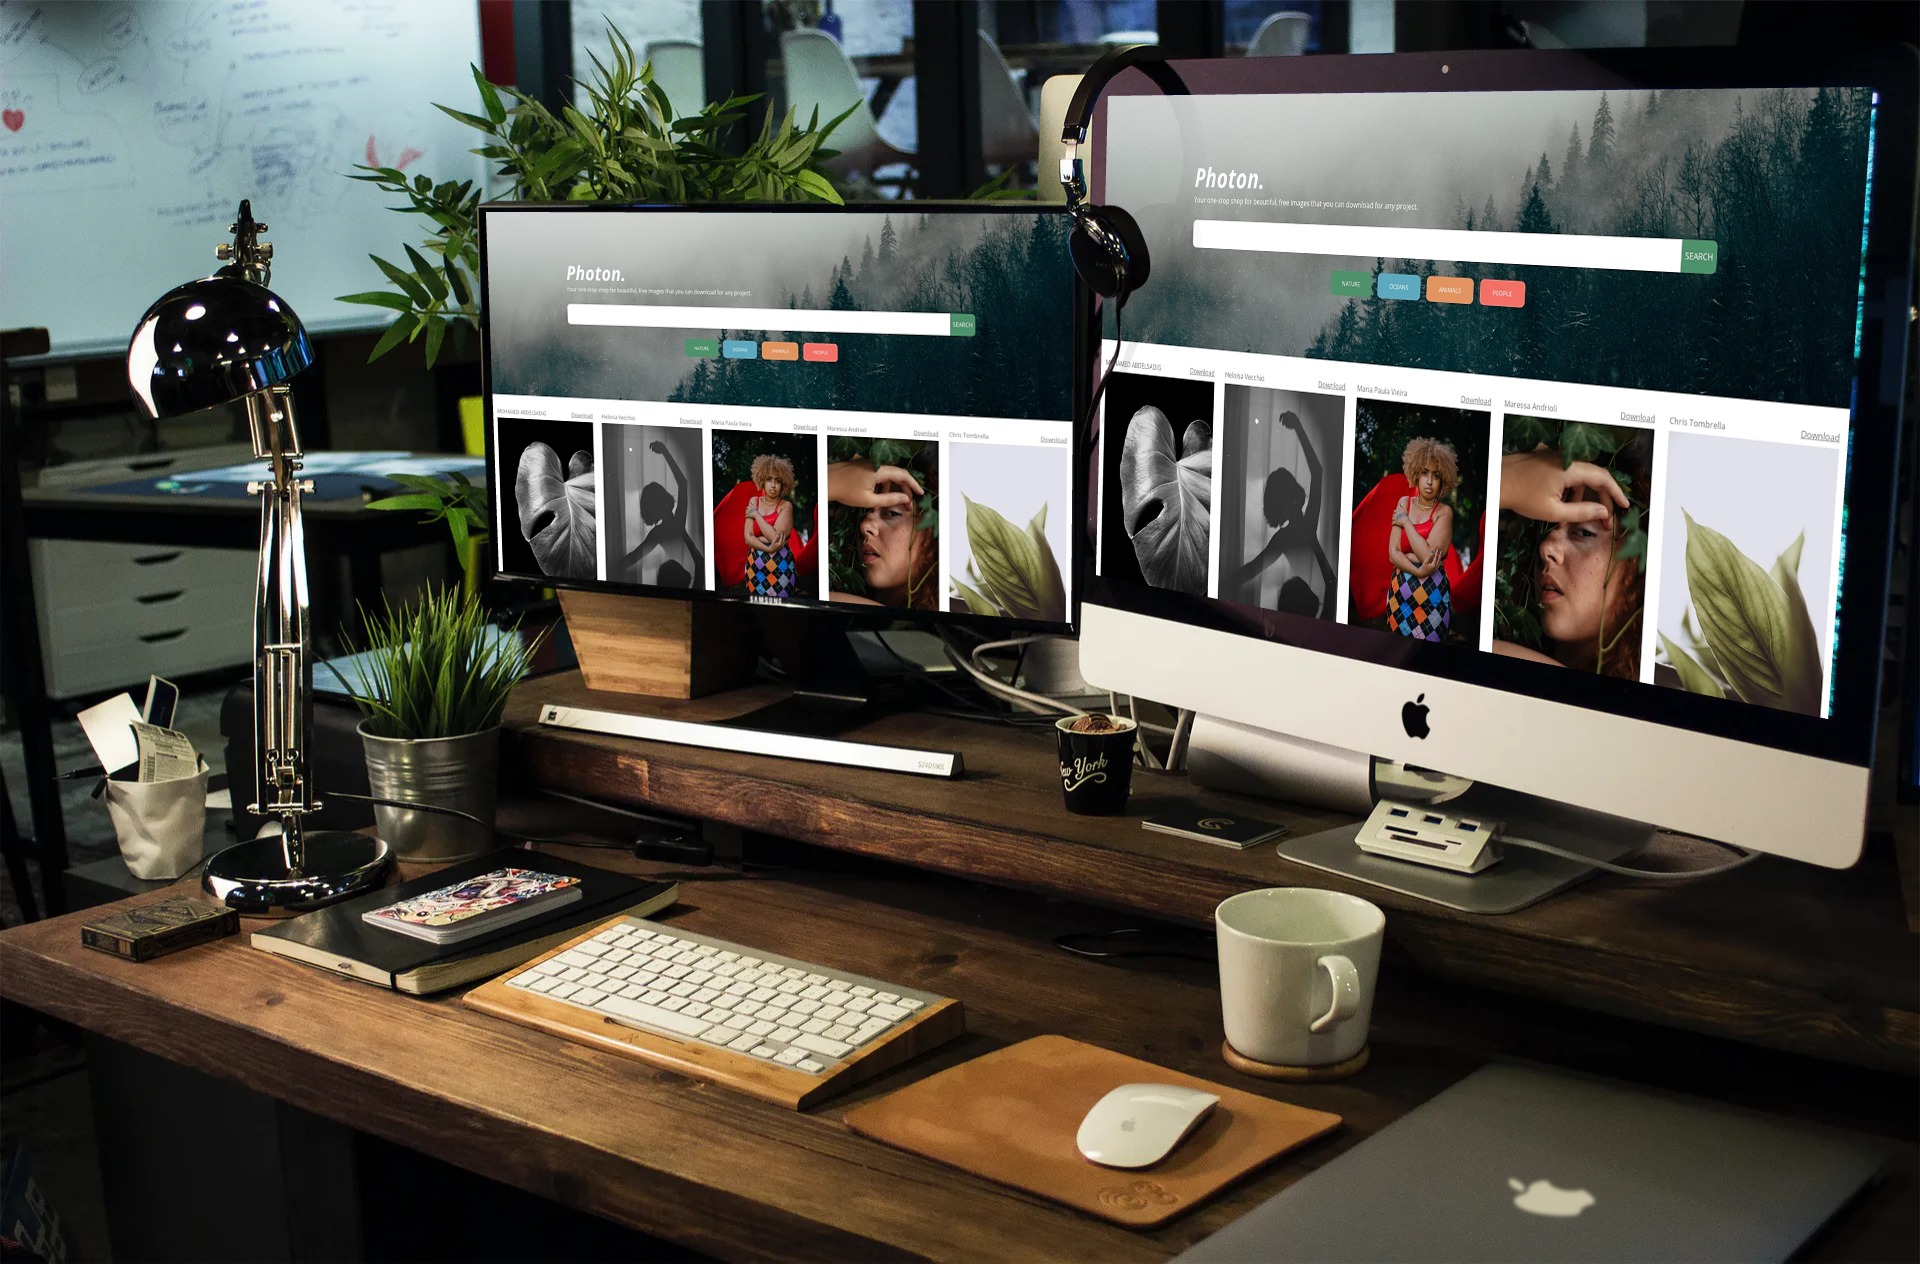 Photon.
Your one-stop shop for beautiful, free images that you can download for any project.
SEARCH
NATURE
OCEANS
ANIMALS
PEOPLE
MOHAMED ABDELSADIG
Download
Heloisa Vecchio
Download
Maria Paula Vieira
Download
Maressa Andrioli
Download
Chris Tombrella
Download
SAMSUNG
Photon.
Your one-stop shop for beautiful, free images that you can download for any project.
SEARCH
NATURE
OCEANS
ANIMALS
PEOPLE
MOHAMED ABDELSADIG
Download
Heloisa Vecchio
Download
Maria Paula Vieira
Download
Maressa Andrioli
Download
Chris Tombrella
Download
York